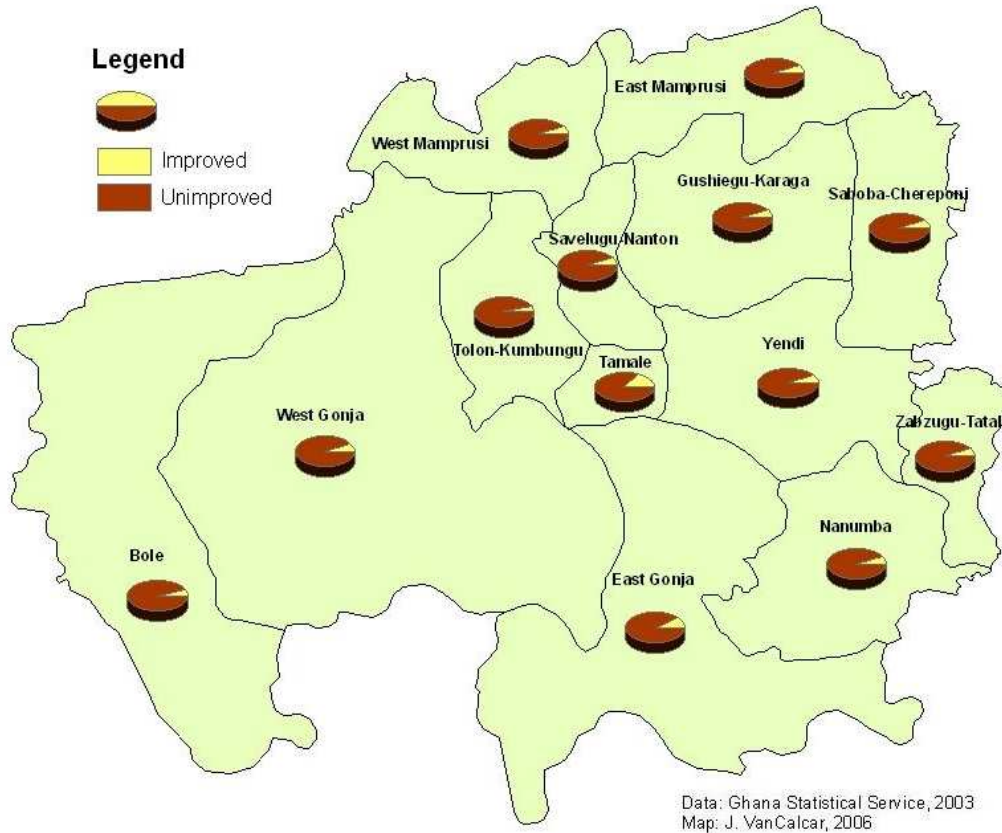 Legend
Improved
Unimproved
East Mamprusi
West Mamprusi
Gushiegu-Karaga
Saboba-Chereponi
Savelugu-Nanton
Tolon-Kumbungu
Tamale
Yendi
West Gonja
Zabzugu-Tatal
Nanumba
Bole
East Gonja
Data: Ghana Statistical Service, 2003
Map: J. VanCalcar, 2006